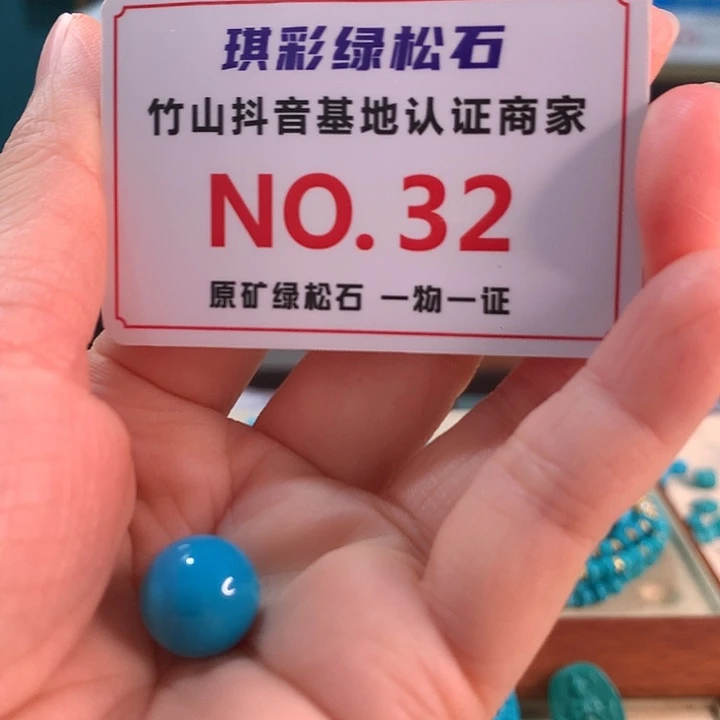 琪彩绿松石
竹山抖音基地认证商家
NO.32
原矿绿松石 一物一证